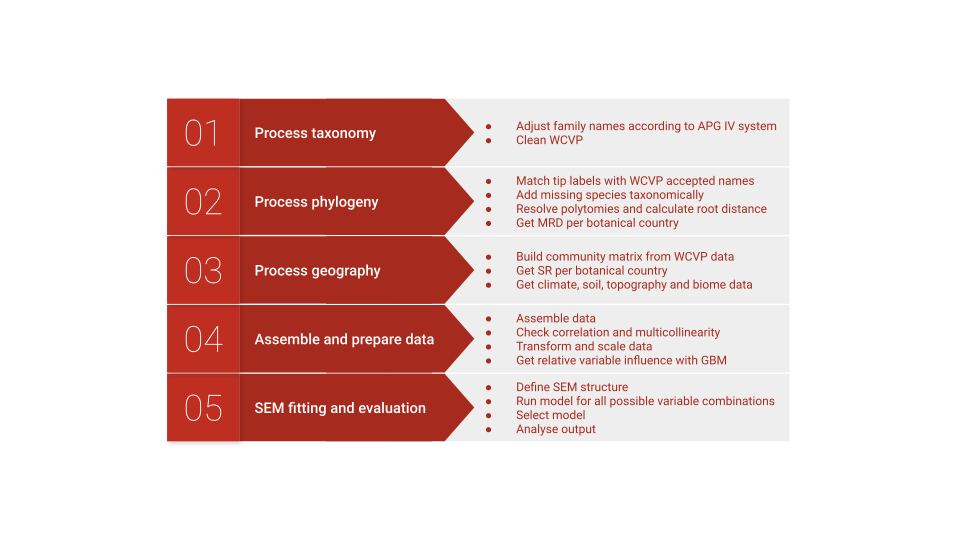 01
Process taxonomy
● Adjust family names according to APG IV system
● Clean WCVP
02
Process phylogeny
● Match tip labels with WCVP accepted names
● Add missing species taxonomically
● Resolve polytomies and calculate root distance
● Get MRD per botanical country
03
Process geography
● Build community matrix from WCVP data
● Get SR per botanical country
● Get climate, soil, topography and biome data
04
Assemble and prepare data
● Assemble data
● Check correlation and multicollinearity
● Transform and scale data
● Get relative variable influence with GBM
05
SEM fitting and evaluation
● Define SEM structure
● Run model for all possible variable combinations
● Select model
● Analyse output